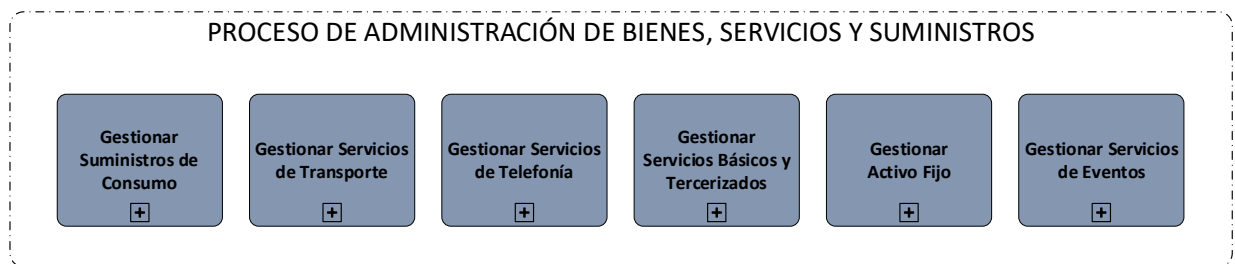 PROCESO DE ADMINISTRACIÓN DE BIENES, SERVICIOS Y SUMINISTROS
Gestionar
Suministros de
Consumo
Gestionar Servicios
de Transporte
Gestionar Servicios
de Telefonía
Gestionar
Servicios Básicos y
Tercerizados
Gestionar
Activo Fijo
Gestionar Servicios
de Eventos